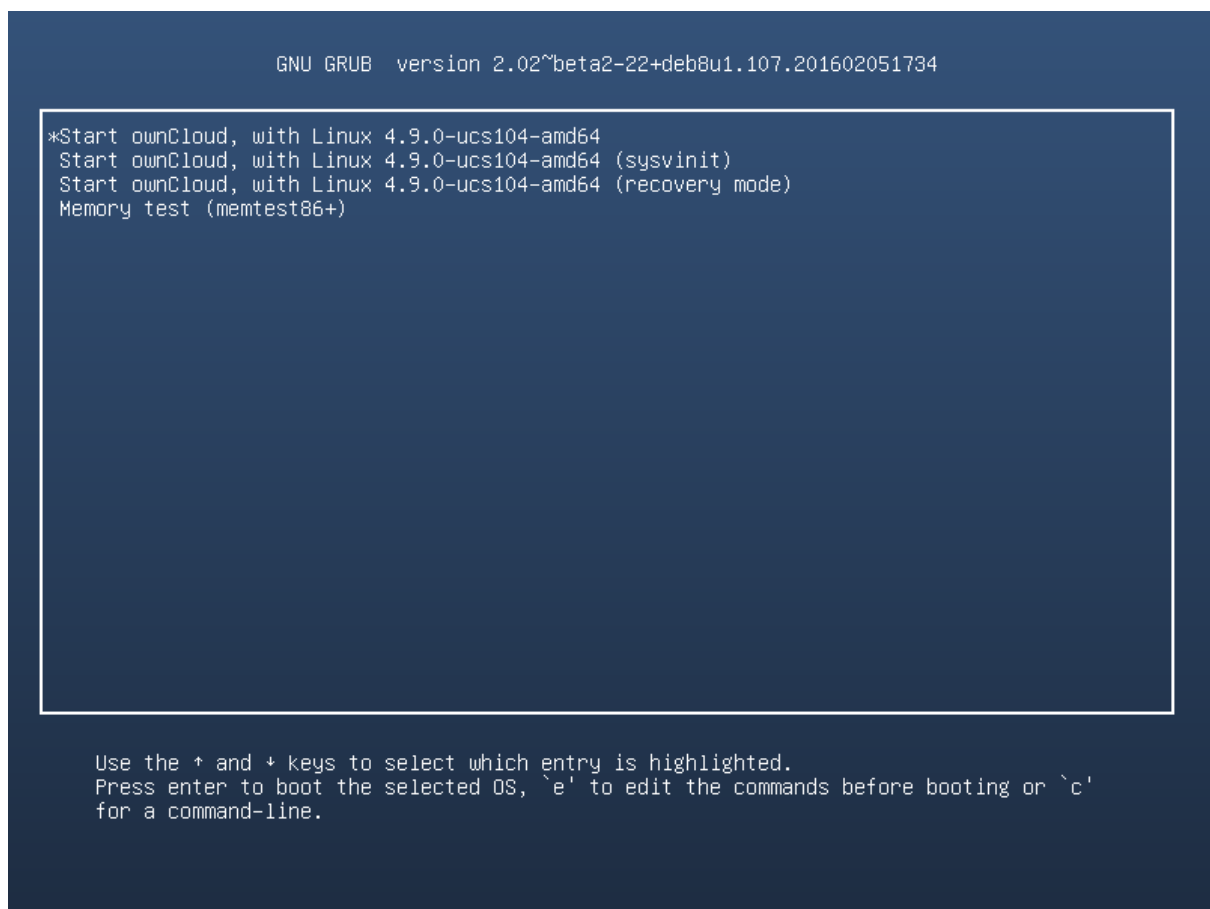 GNU GRUB  version 2.02~beta2-22+deb8u1.107.201602051734
*Start ownCloud, with Linux 4.9.0-ucs104-amd64
Start ownCloud, with Linux 4.9.0-ucs104-amd64 (sysvinit)
Start ownCloud, with Linux 4.9.0-ucs104-amd64 (recovery mode)
Memory test (memtest86+)
Use the ↑ and ↓ keys to select which entry is highlighted.
Press enter to boot the selected OS, `e' to edit the commands before booting or `c'
for a command-line.